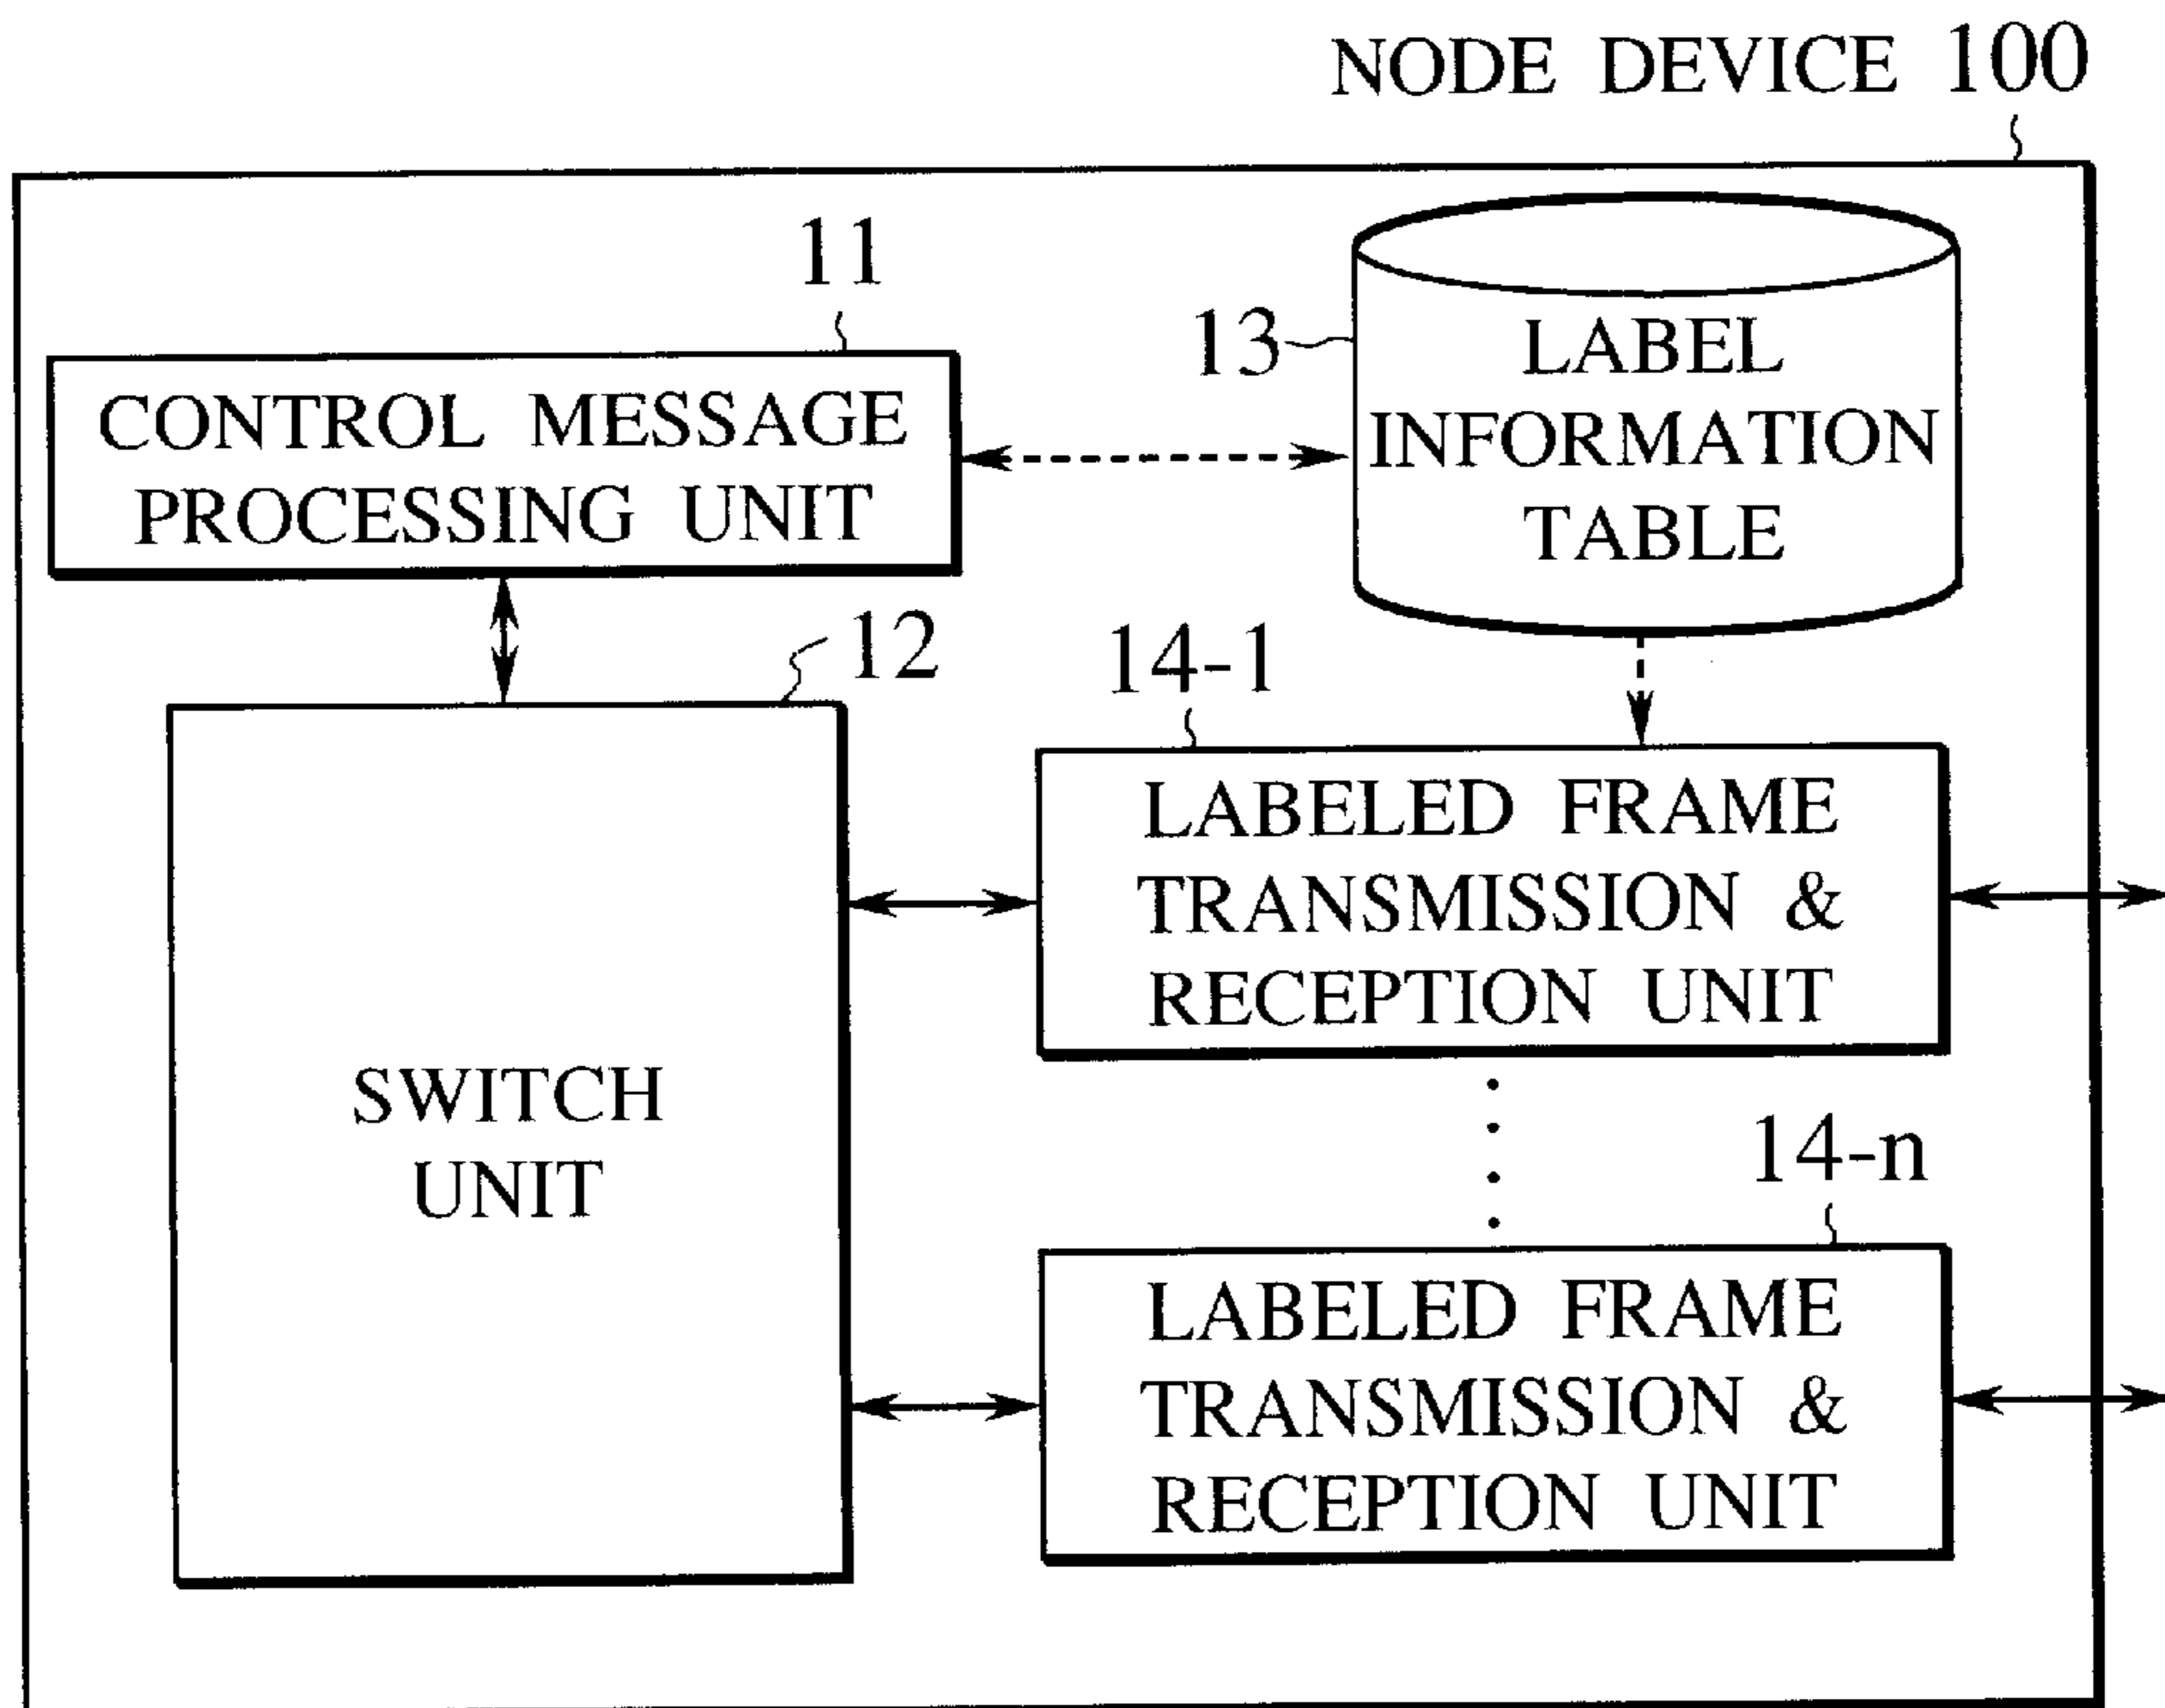 NODE DEVICE 100
11
CONTROL MESSAGE
PROCESSING UNIT
13
LABEL
INFORMATION
TABLE
12
SWITCH
UNIT
14-1
LABELED FRAME
TRANSMISSION &
RECEPTION UNIT
14-n
LABELED FRAME
TRANSMISSION &
RECEPTION UNIT